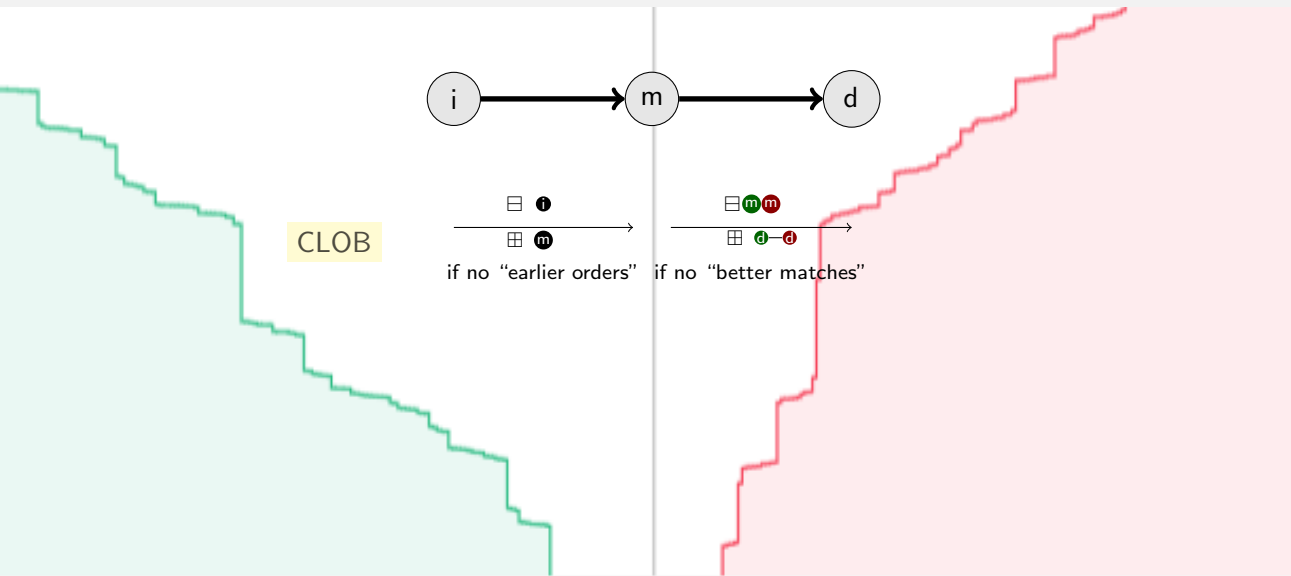 i m d
⊟ i ⊟ m m
CLOB
⊞ m ⊞ d d
if no “earlier orders” if no “better matches”